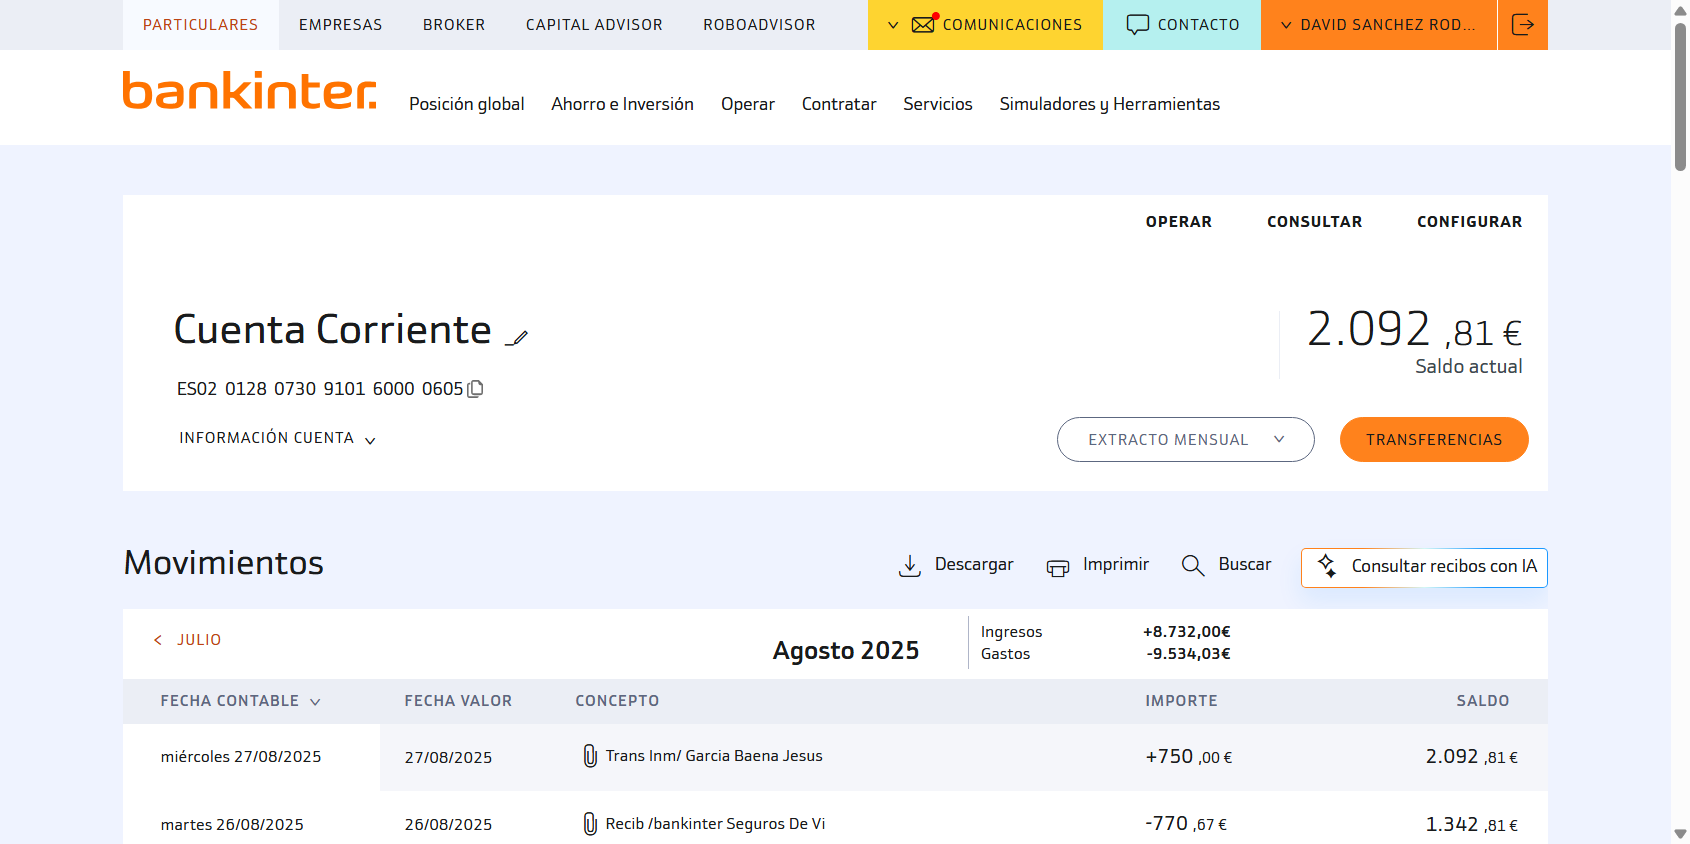 PARTICULARES EMPRESAS BROKER CAPITAL ADVISOR ROBOADVISOR COMUNICACIONES CONTACTO DAVID SANCHEZ ROD...
bankinter.
Posición global Ahorro e Inversión Operar Contratar Servicios Simuladores y Herramientas
OPERAR CONSULTAR CONFIGURAR
Cuenta Corriente
2.092 ,81 €
Saldo actual
ES02 0128 0730 9101 6000 0605
INFORMACIÓN CUENTA
EXTRACTO MENSUAL TRANSFERENCIAS
Movimientos
Descargar Imprimir Buscar Consultar recibos con IA
< JULIO
Agosto 2025
Ingresos +8.732,00€
Gastos -9.534,03€
FECHA CONTABLE FECHA VALOR CONCEPTO IMPORTE SALDO
miércoles 27/08/2025 27/08/2025 Trans Inm/ Garcia Baena Jesus +750 ,00 € 2.092 ,81 €
martes 26/08/2025 26/08/2025 Recib /bankinter Seguros De Vi -770 ,67 € 1.342 ,81 €